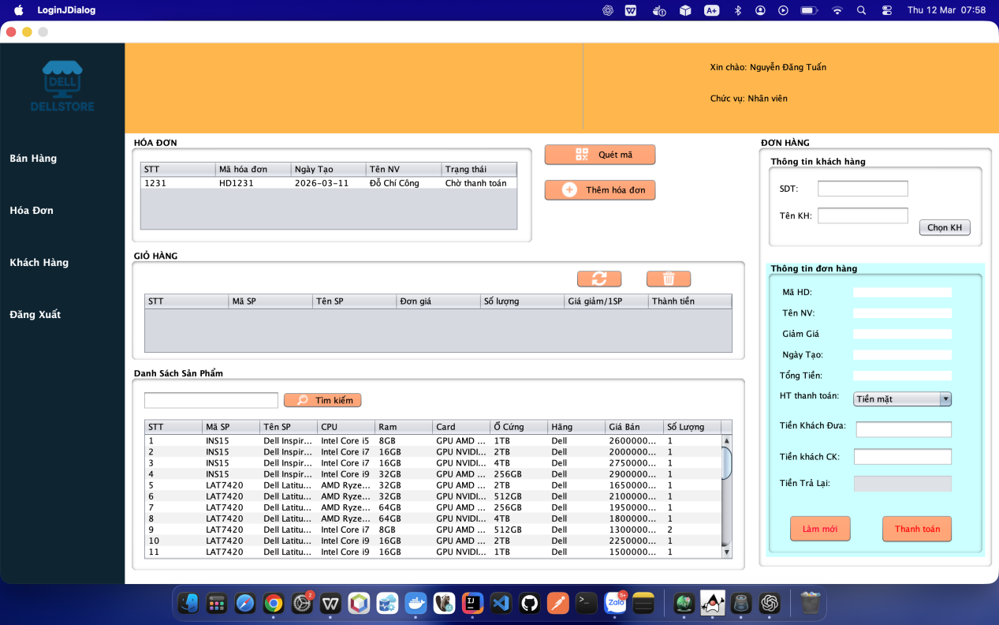 LoginJDialog
A+
Thu 12 Mar 07:58
DELL
DELLSTORE
Xin chào: Nguyễn Đăng Tuấn
Chức vụ: Nhân viên
Bán Hàng
Hóa Đơn
Khách Hàng
Đăng Xuất
HÓA ĐƠN
STT Mã hóa đơn Ngày Tạo Tên NV Trạng thái
1231 HD1231 2026-03-11 Đỗ Chí Công Chờ thanh toán
Quét mã
Thêm hóa đơn
GIỎ HÀNG
STT Mã SP Tên SP Đơn giá Số lượng Giá giảm/1SP Thành tiền
Danh Sách Sản Phẩm
Tìm kiếm
STT Mã SP Tên SP CPU Ram Card Ổ Cứng Hãng Giá Bán Số Lượng
1 INS15 Dell Inspir... Intel Core i5 8GB GPU AMD ... 1TB Dell 2600000... 1
2 INS15 Dell Inspir... Intel Core i7 16GB GPU NVIDI... 2TB Dell 2000000... 1
3 INS15 Dell Inspir... Intel Core i7 16GB GPU NVIDI... 4TB Dell 2750000... 1
4 INS15 Dell Inspir... Intel Core i9 32GB GPU AMD ... 256GB Dell 2900000... 1
5 LAT7420 Dell Latitu... AMD Ryze... 32GB GPU AMD ... 2TB Dell 1650000... 1
6 LAT7420 Dell Latitu... AMD Ryze... 32GB GPU NVIDI... 512GB Dell 2100000... 1
7 LAT7420 Dell Latitu... AMD Ryze... 64GB GPU AMD ... 256GB Dell 1950000... 1
8 LAT7420 Dell Latitu... AMD Ryze... 64GB GPU NVIDI... 4TB Dell 1800000... 1
9 LAT7420 Dell Latitu... Intel Core i7 8GB GPU AMD ... 512GB Dell 1300000... 2
10 LAT7420 Dell Latitu... Intel Core i9 16GB GPU AMD ... 2TB Dell 2250000... 1
11 LAT7420 Dell Latitu... Intel Core i9 16GB GPU NVIDI... 1TB Dell 1500000... 1
ĐƠN HÀNG
Thông tin khách hàng
SDT:
Tên KH:
Chọn KH
Thông tin đơn hàng
Mã HD:
Tên NV:
Giảm Giá
Ngày Tạo:
Tổng Tiền:
HT thanh toán: Tiền mặt
Tiền Khách Đưa:
Tiền khách CK:
Tiền Trả Lại:
Làm mới
Thanh toán
2
IJ
>_
Zalo
5+